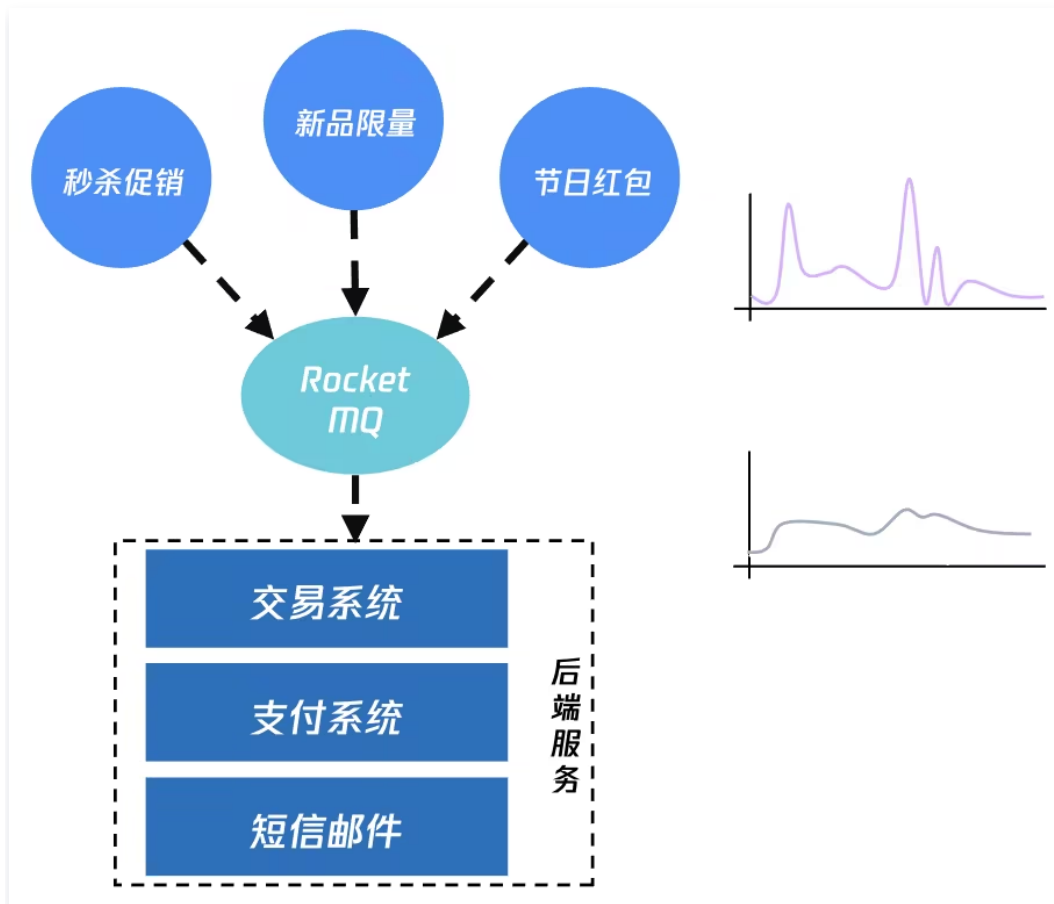 新品限量
秒杀促销
节日红包
Rocket
MQ
交易系统
支付系统
短信邮件
后端服务